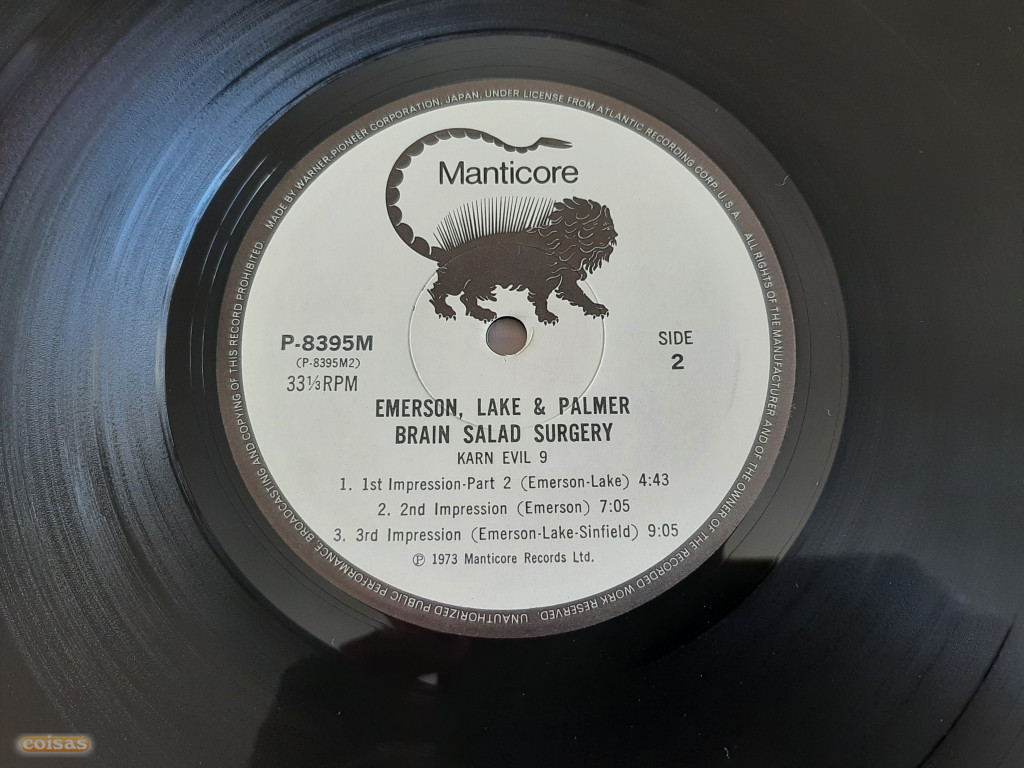 MADE BY WARNER-PIONEER CORPORATION, JAPAN, UNDER LICENSE FROM ATLANTIC RECORDING CORP. U.S.A. ALL RIGHTS OF THE MANUFACTURER AND OF THE OWNER OF THE RECORDED WORK RESERVED. UNAUTHORIZED PUBLIC PERFORMANCE BROADCASTING AND COPYING OF THIS RECORD PROHIBITED.
Manticore
P-8395M
(P-8395M2)
33⅓RPM
SIDE
2
EMERSON, LAKE & PALMER
BRAIN SALAD SURGERY
KARN EVIL 9
1. 1st Impression-Part 2 (Emerson-Lake) 4:43
2. 2nd Impression (Emerson) 7:05
3. 3rd Impression (Emerson-Lake-Sinfield) 9:05
℗ 1973 Manticore Records Ltd.
coisas